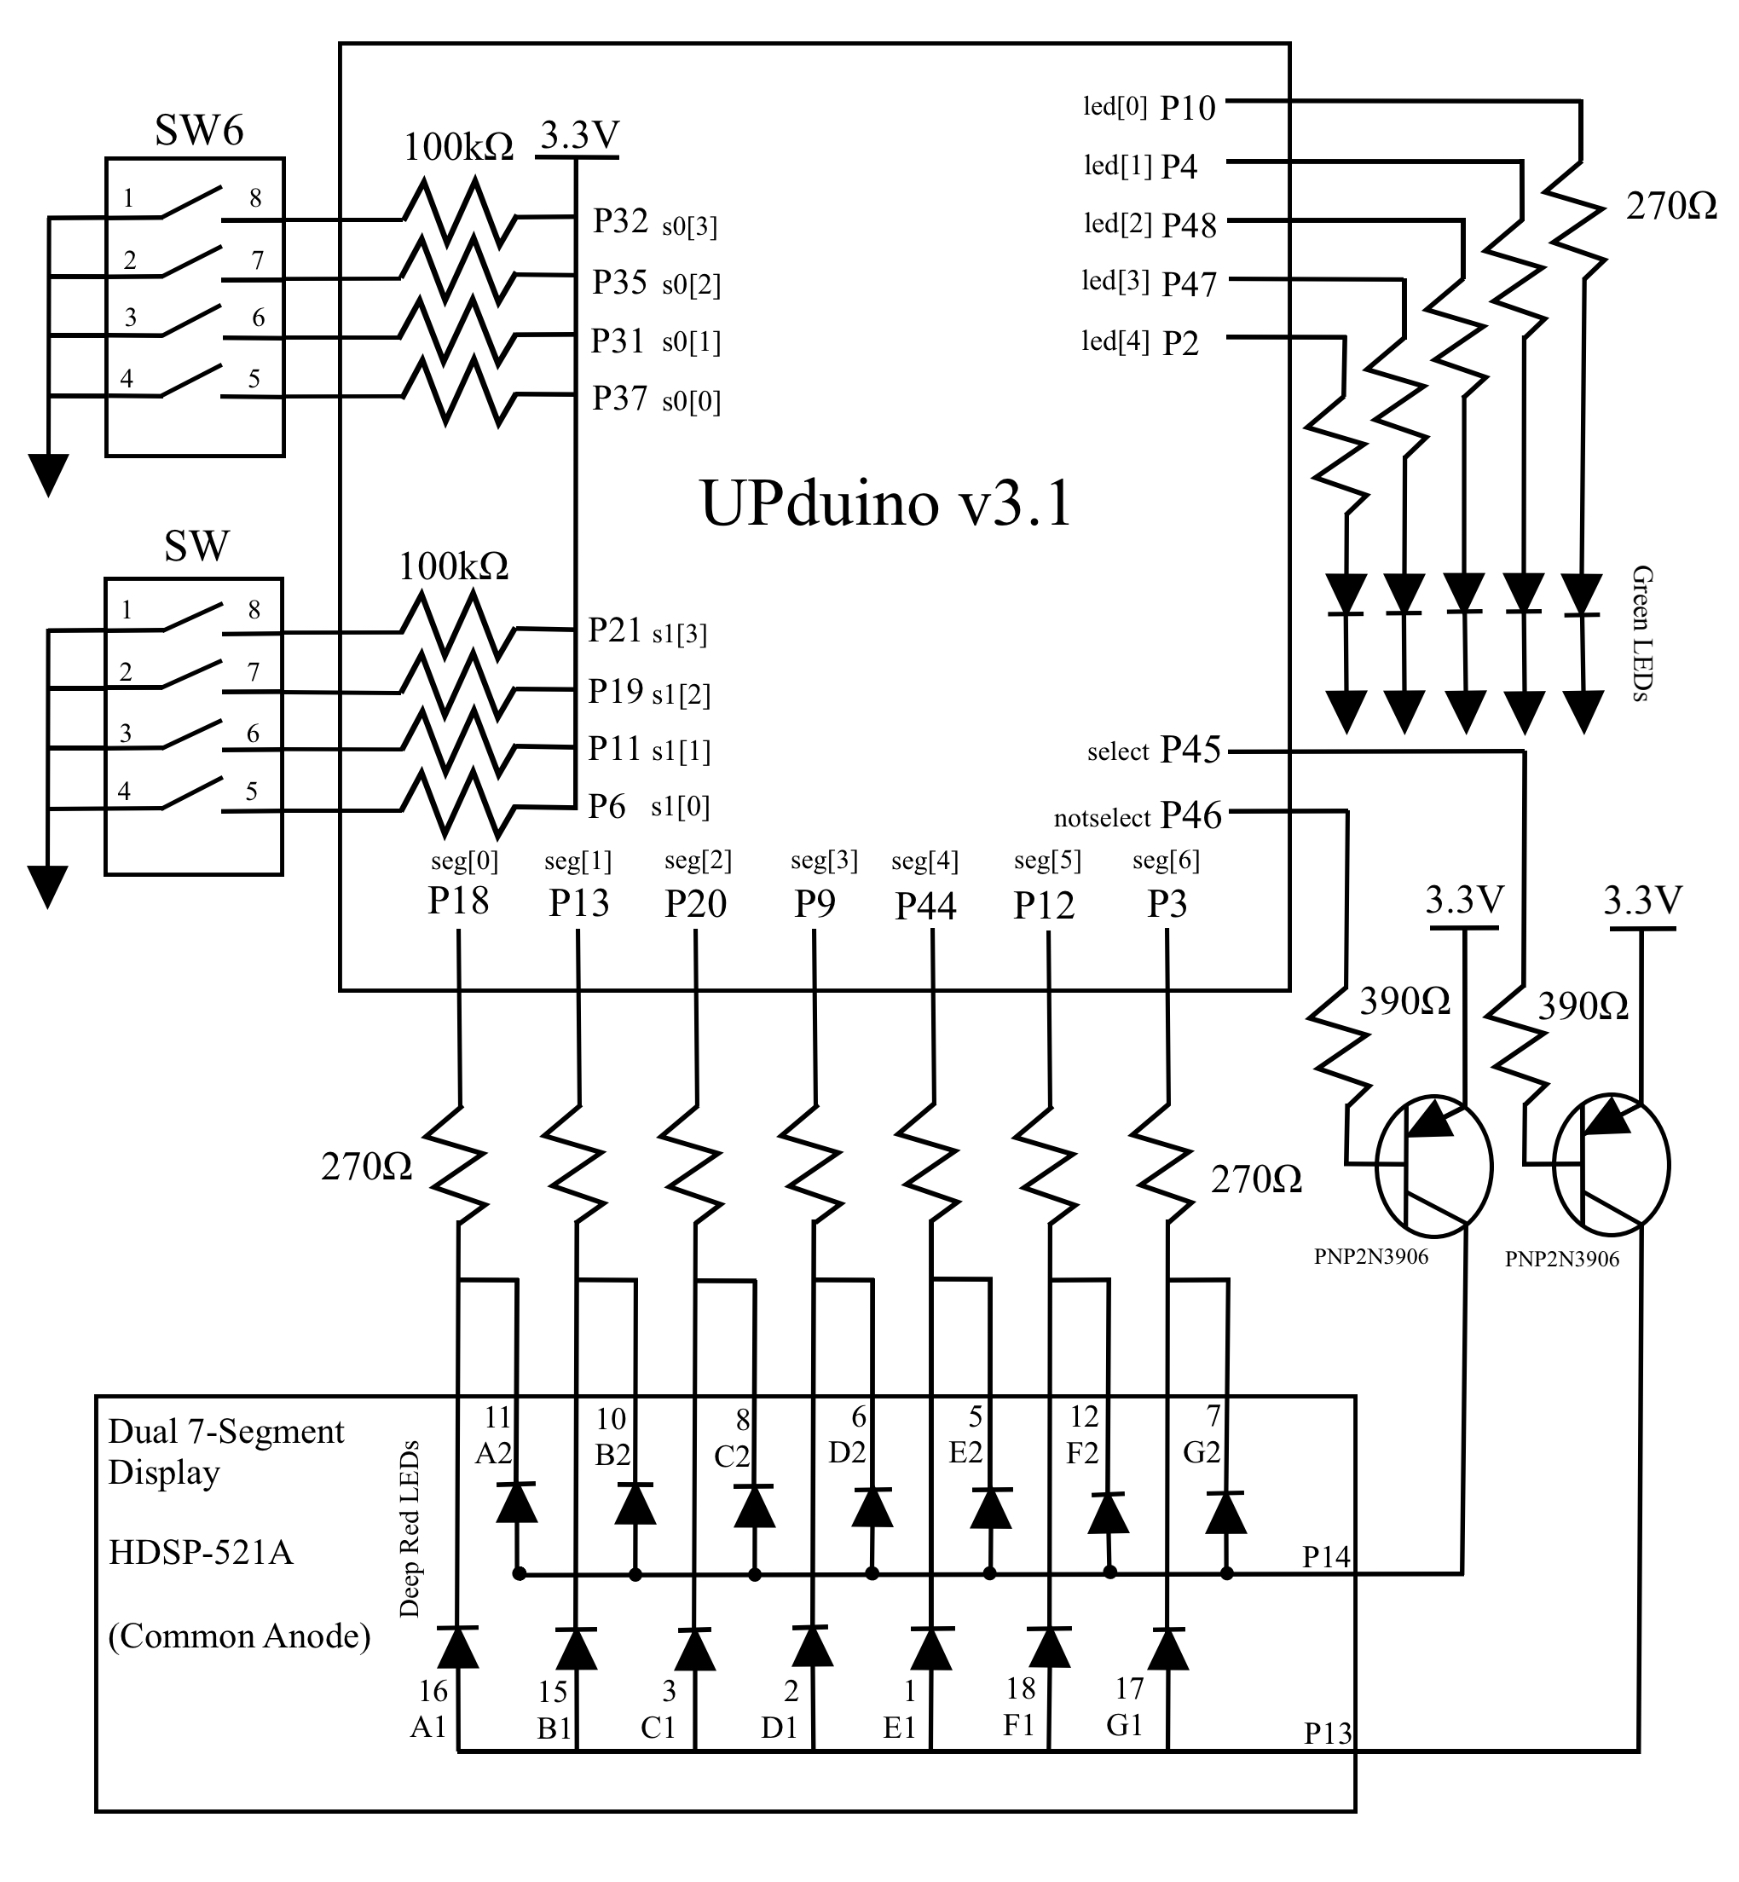 SW6
1 8
2 7
3 6
4 5
100kΩ
3.3V
P32 s0[3]
P35 s0[2]
P31 s0[1]
P37 s0[0]
led[0] P10
led[1] P4
led[2] P48
led[3] P47
led[4] P2
270Ω
UPduino v3.1
Green LEDs
SW
1 8
2 7
3 6
4 5
100kΩ
P21 s1[3]
P19 s1[2]
P11 s1[1]
P6 s1[0]
select P45
notselect P46
seg[0] seg[1] seg[2] seg[3] seg[4] seg[5] seg[6]
P18 P13 P20 P9 P44 P12 P3
3.3V 3.3V
390Ω 390Ω
270Ω 270Ω
PNP2N3906 PNP2N3906
Dual 7-Segment
Display
HDSP-521A
(Common Anode)
Deep Red LEDs
11 10 8 6 5 12 7
A2 B2 C2 D2 E2 F2 G2
P14
16 15 3 2 1 18 17
A1 B1 C1 D1 E1 F1 G1
P13